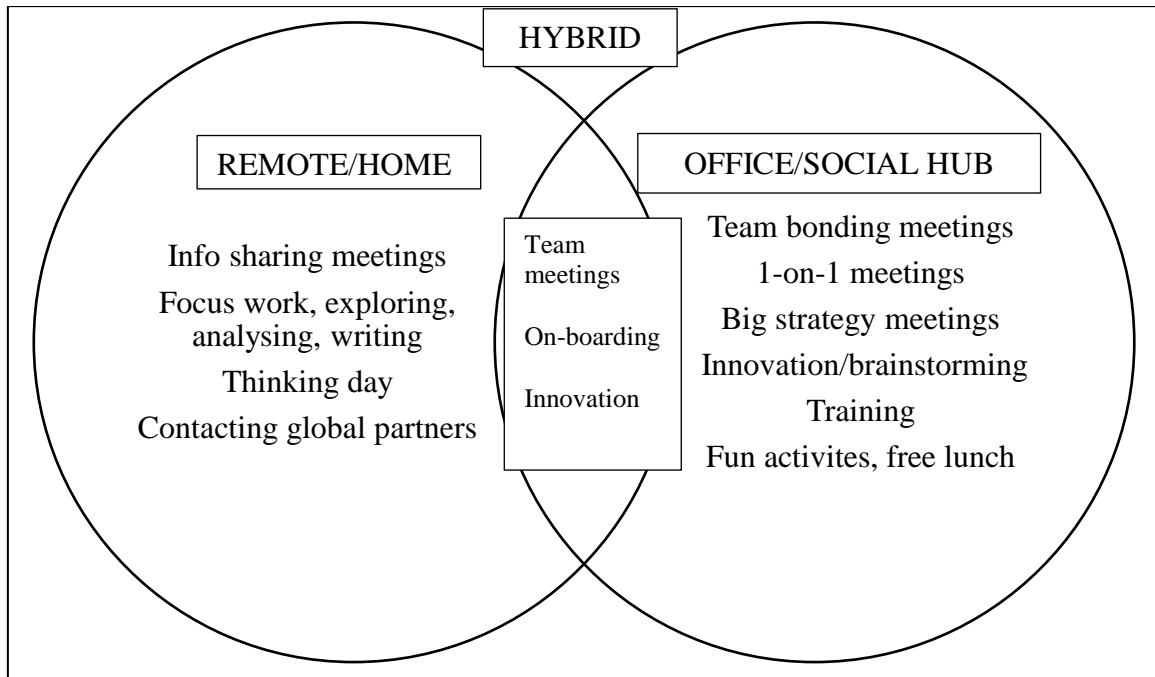 HYBRID
REMOTE/HOME
Info sharing meetings
Focus work, exploring,
analysing, writing
Thinking day
Contacting global partners
Team
meetings
On-boarding
Innovation
OFFICE/SOCIAL HUB
Team bonding meetings
1-on-1 meetings
Big strategy meetings
Innovation/brainstorming
Training
Fun activites, free lunch